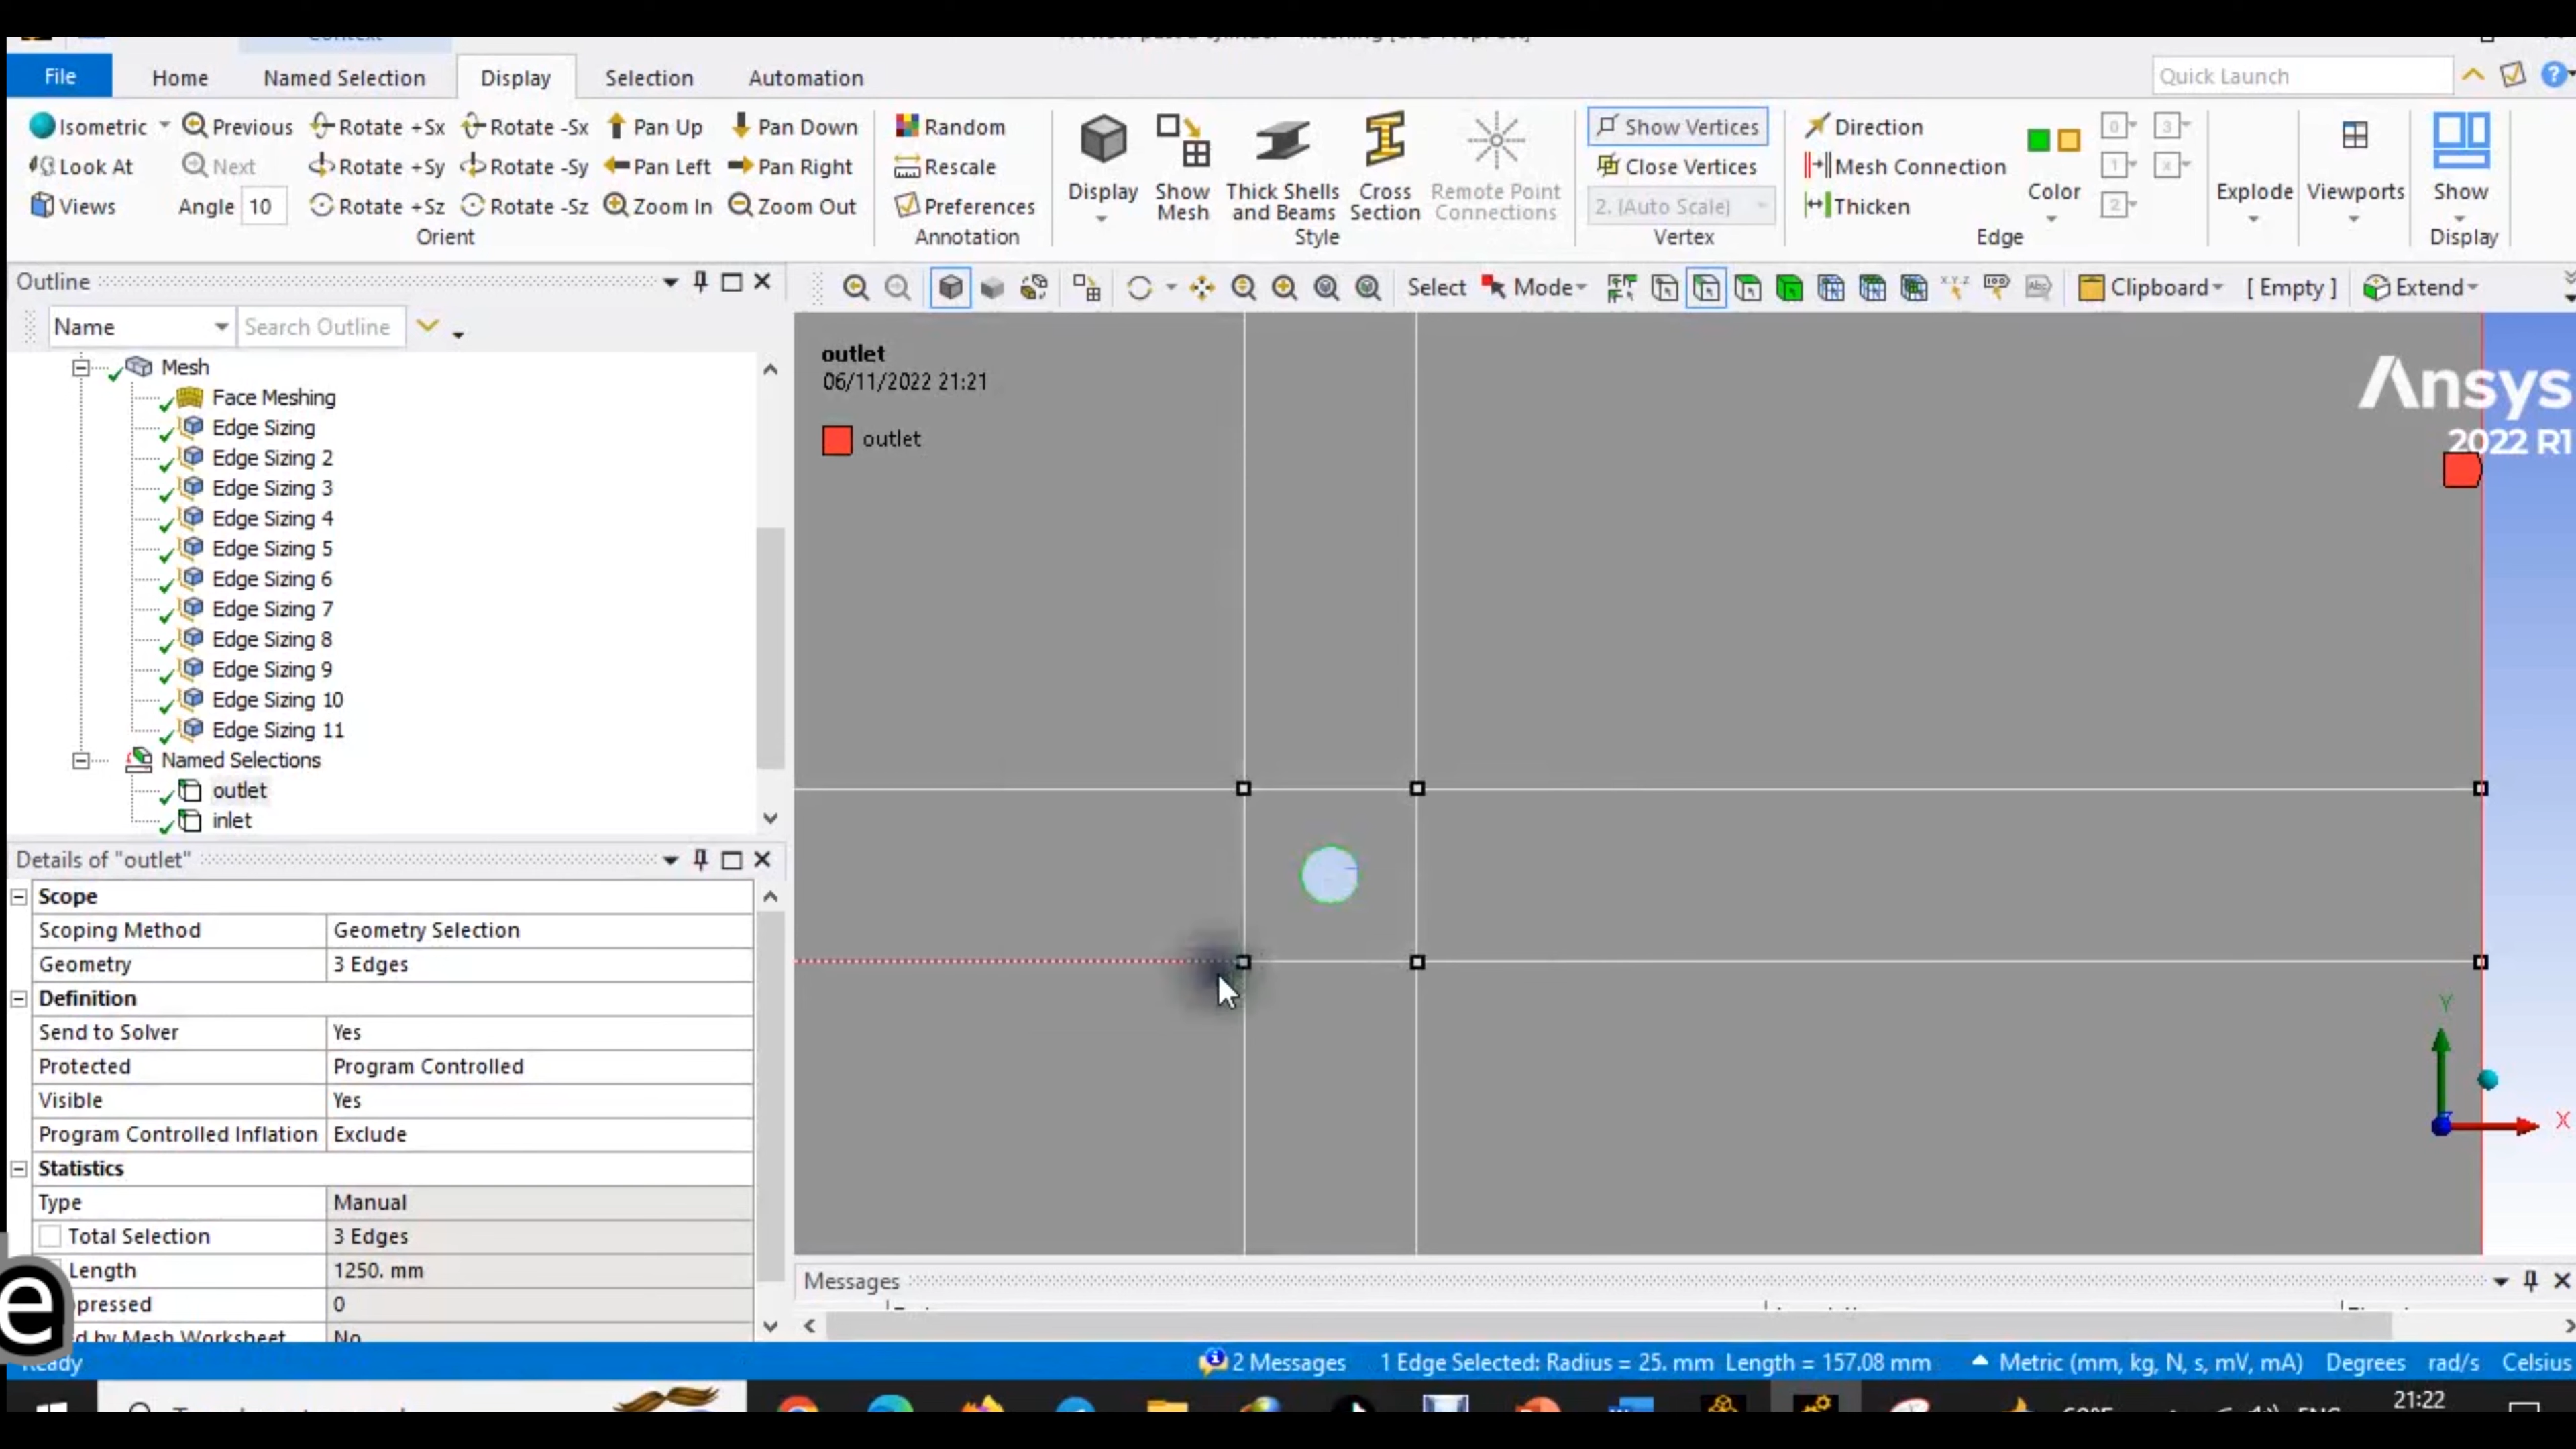 Context
File Home Named Selection Display Selection Automation Quick Launch
Isometric Previous Rotate +Sx Rotate -Sx Pan Up Pan Down Random Show Vertices Direction
Look At Next Rotate +Sy Rotate -Sy Pan Left Pan Right Rescale Close Vertices Mesh Connection
Views Angle 10 Rotate +Sz Rotate -Sz Zoom In Zoom Out Preferences 2. (Auto Scale) Thicken
Display Show Mesh Thick Shells and Beams Cross Section Remote Point Connections Color Explode Viewports Show
Orient Annotation Style Vertex Edge Display
Outline Select Mode Clipboard [ Empty ] Extend
Name Search Outline
Mesh
Face Meshing
Edge Sizing
Edge Sizing 2
Edge Sizing 3
Edge Sizing 4
Edge Sizing 5
Edge Sizing 6
Edge Sizing 7
Edge Sizing 8
Edge Sizing 9
Edge Sizing 10
Edge Sizing 11
Named Selections
outlet
inlet
outlet
06/11/2022 21:21
outlet
Ansys
2022 R1
Y
X
Details of "outlet"
Scope
Scoping Method Geometry Selection
Geometry 3 Edges
Definition
Send to Solver Yes
Protected Program Controlled
Visible Yes
Program Controlled Inflation Exclude
Statistics
Type Manual
Total Selection 3 Edges
Length 1250. mm
pressed 0
d by Mesh Worksheet No
e
Messages
Ready 2 Messages 1 Edge Selected: Radius = 25. mm Length = 157.08 mm Metric (mm, kg, N, s, mV, mA) Degrees rad/s Celsius
21:22